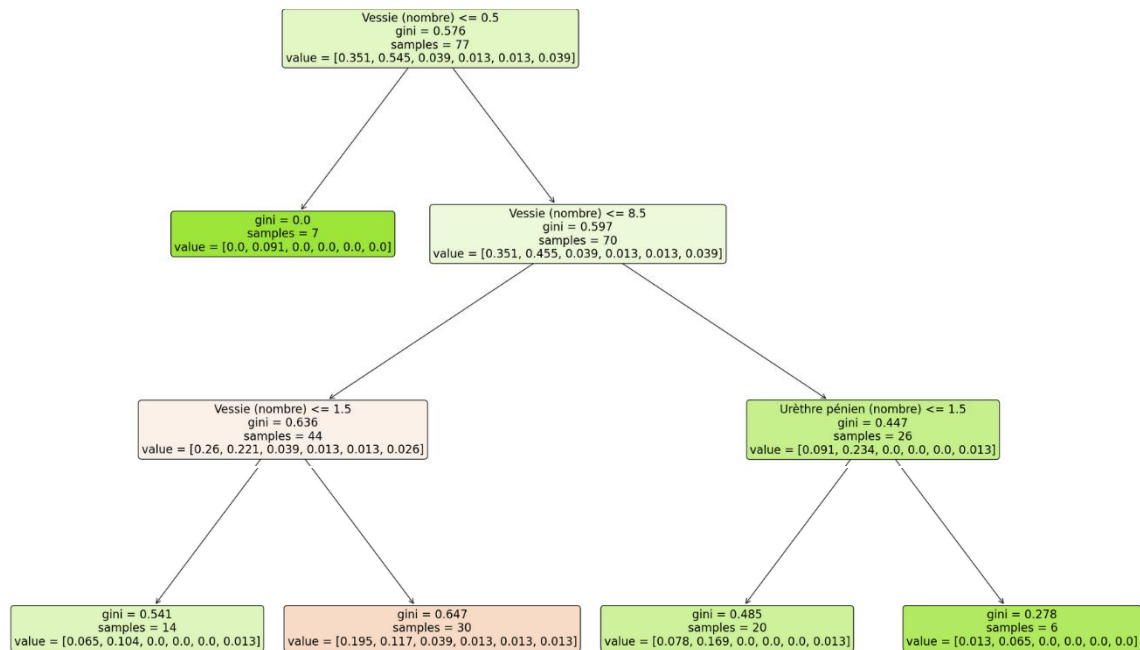 Vessie (nombre) <= 0.5
gini = 0.576
samples = 77
value = [0.351, 0.545, 0.039, 0.013, 0.013, 0.039]
gini = 0.0
samples = 7
value = [0.0, 0.091, 0.0, 0.0, 0.0, 0.0]
Vessie (nombre) <= 8.5
gini = 0.597
samples = 70
value = [0.351, 0.455, 0.039, 0.013, 0.013, 0.039]
Vessie (nombre) <= 1.5
gini = 0.636
samples = 44
value = [0.26, 0.221, 0.039, 0.013, 0.013, 0.026]
Urèthre pénien (nombre) <= 1.5
gini = 0.447
samples = 26
value = [0.091, 0.234, 0.0, 0.0, 0.0, 0.013]
gini = 0.541
samples = 14
value = [0.065, 0.104, 0.0, 0.0, 0.0, 0.013]
gini = 0.647
samples = 30
value = [0.195, 0.117, 0.039, 0.013, 0.013, 0.013]
gini = 0.485
samples = 20
value = [0.078, 0.169, 0.0, 0.0, 0.0, 0.013]
gini = 0.278
samples = 6
value = [0.013, 0.065, 0.0, 0.0, 0.0, 0.0]